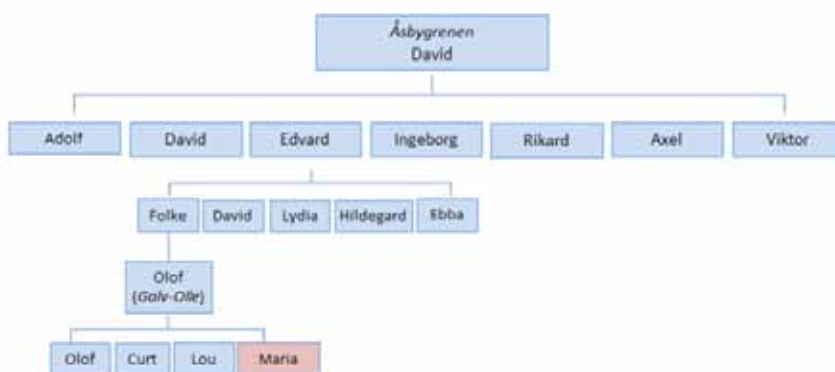 Åsbygrenen
David
Adolf
David
Edvard
Ingeborg
Rikard
Axel
Viktor
Folke
David
Lydia
Hildegard
Ebba
Olof
(Galv-Olle)
Olof
Curt
Lou
Maria